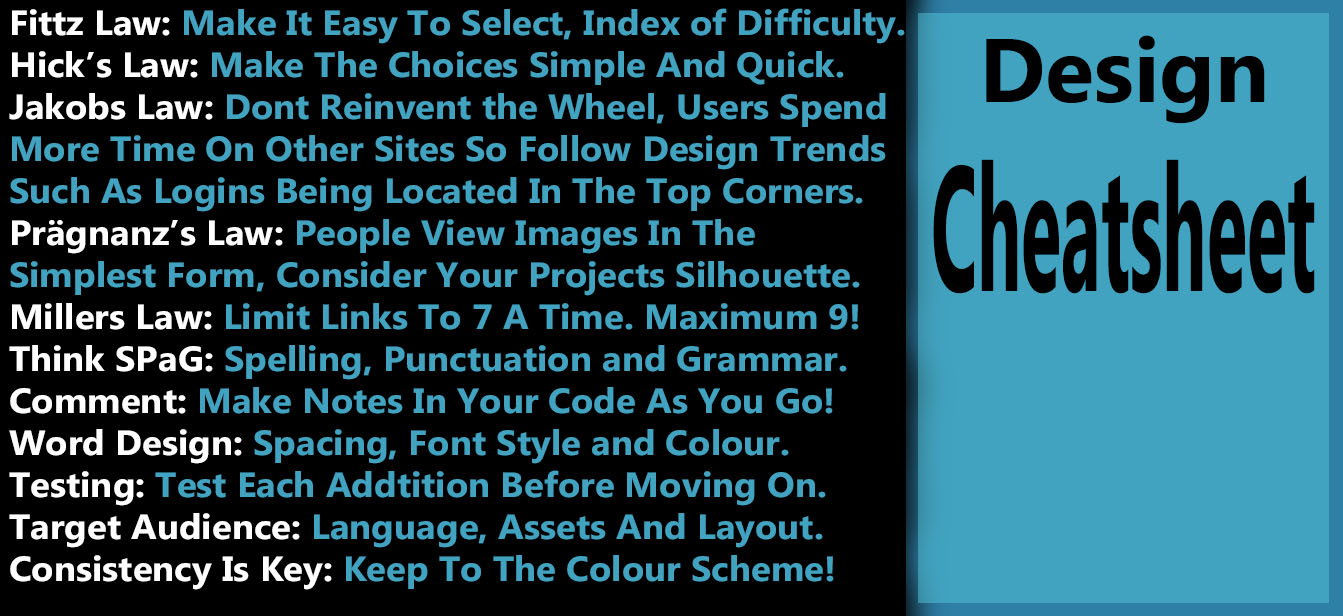 Fittz Law: Make It Easy To Select, Index of Difficulty.
Hick’s Law: Make The Choices Simple And Quick.
Jakobs Law: Dont Reinvent the Wheel, Users Spend
More Time On Other Sites So Follow Design Trends
Such As Logins Being Located In The Top Corners.
Prägnanz’s Law: People View Images In The
Simplest Form, Consider Your Projects Silhouette.
Millers Law: Limit Links To 7 A Time. Maximum 9!
Think SPaG: Spelling, Punctuation and Grammar.
Comment: Make Notes In Your Code As You Go!
Word Design: Spacing, Font Style and Colour.
Testing: Test Each Addtition Before Moving On.
Target Audience: Language, Assets And Layout.
Consistency Is Key: Keep To The Colour Scheme!
Design
Cheatsheet